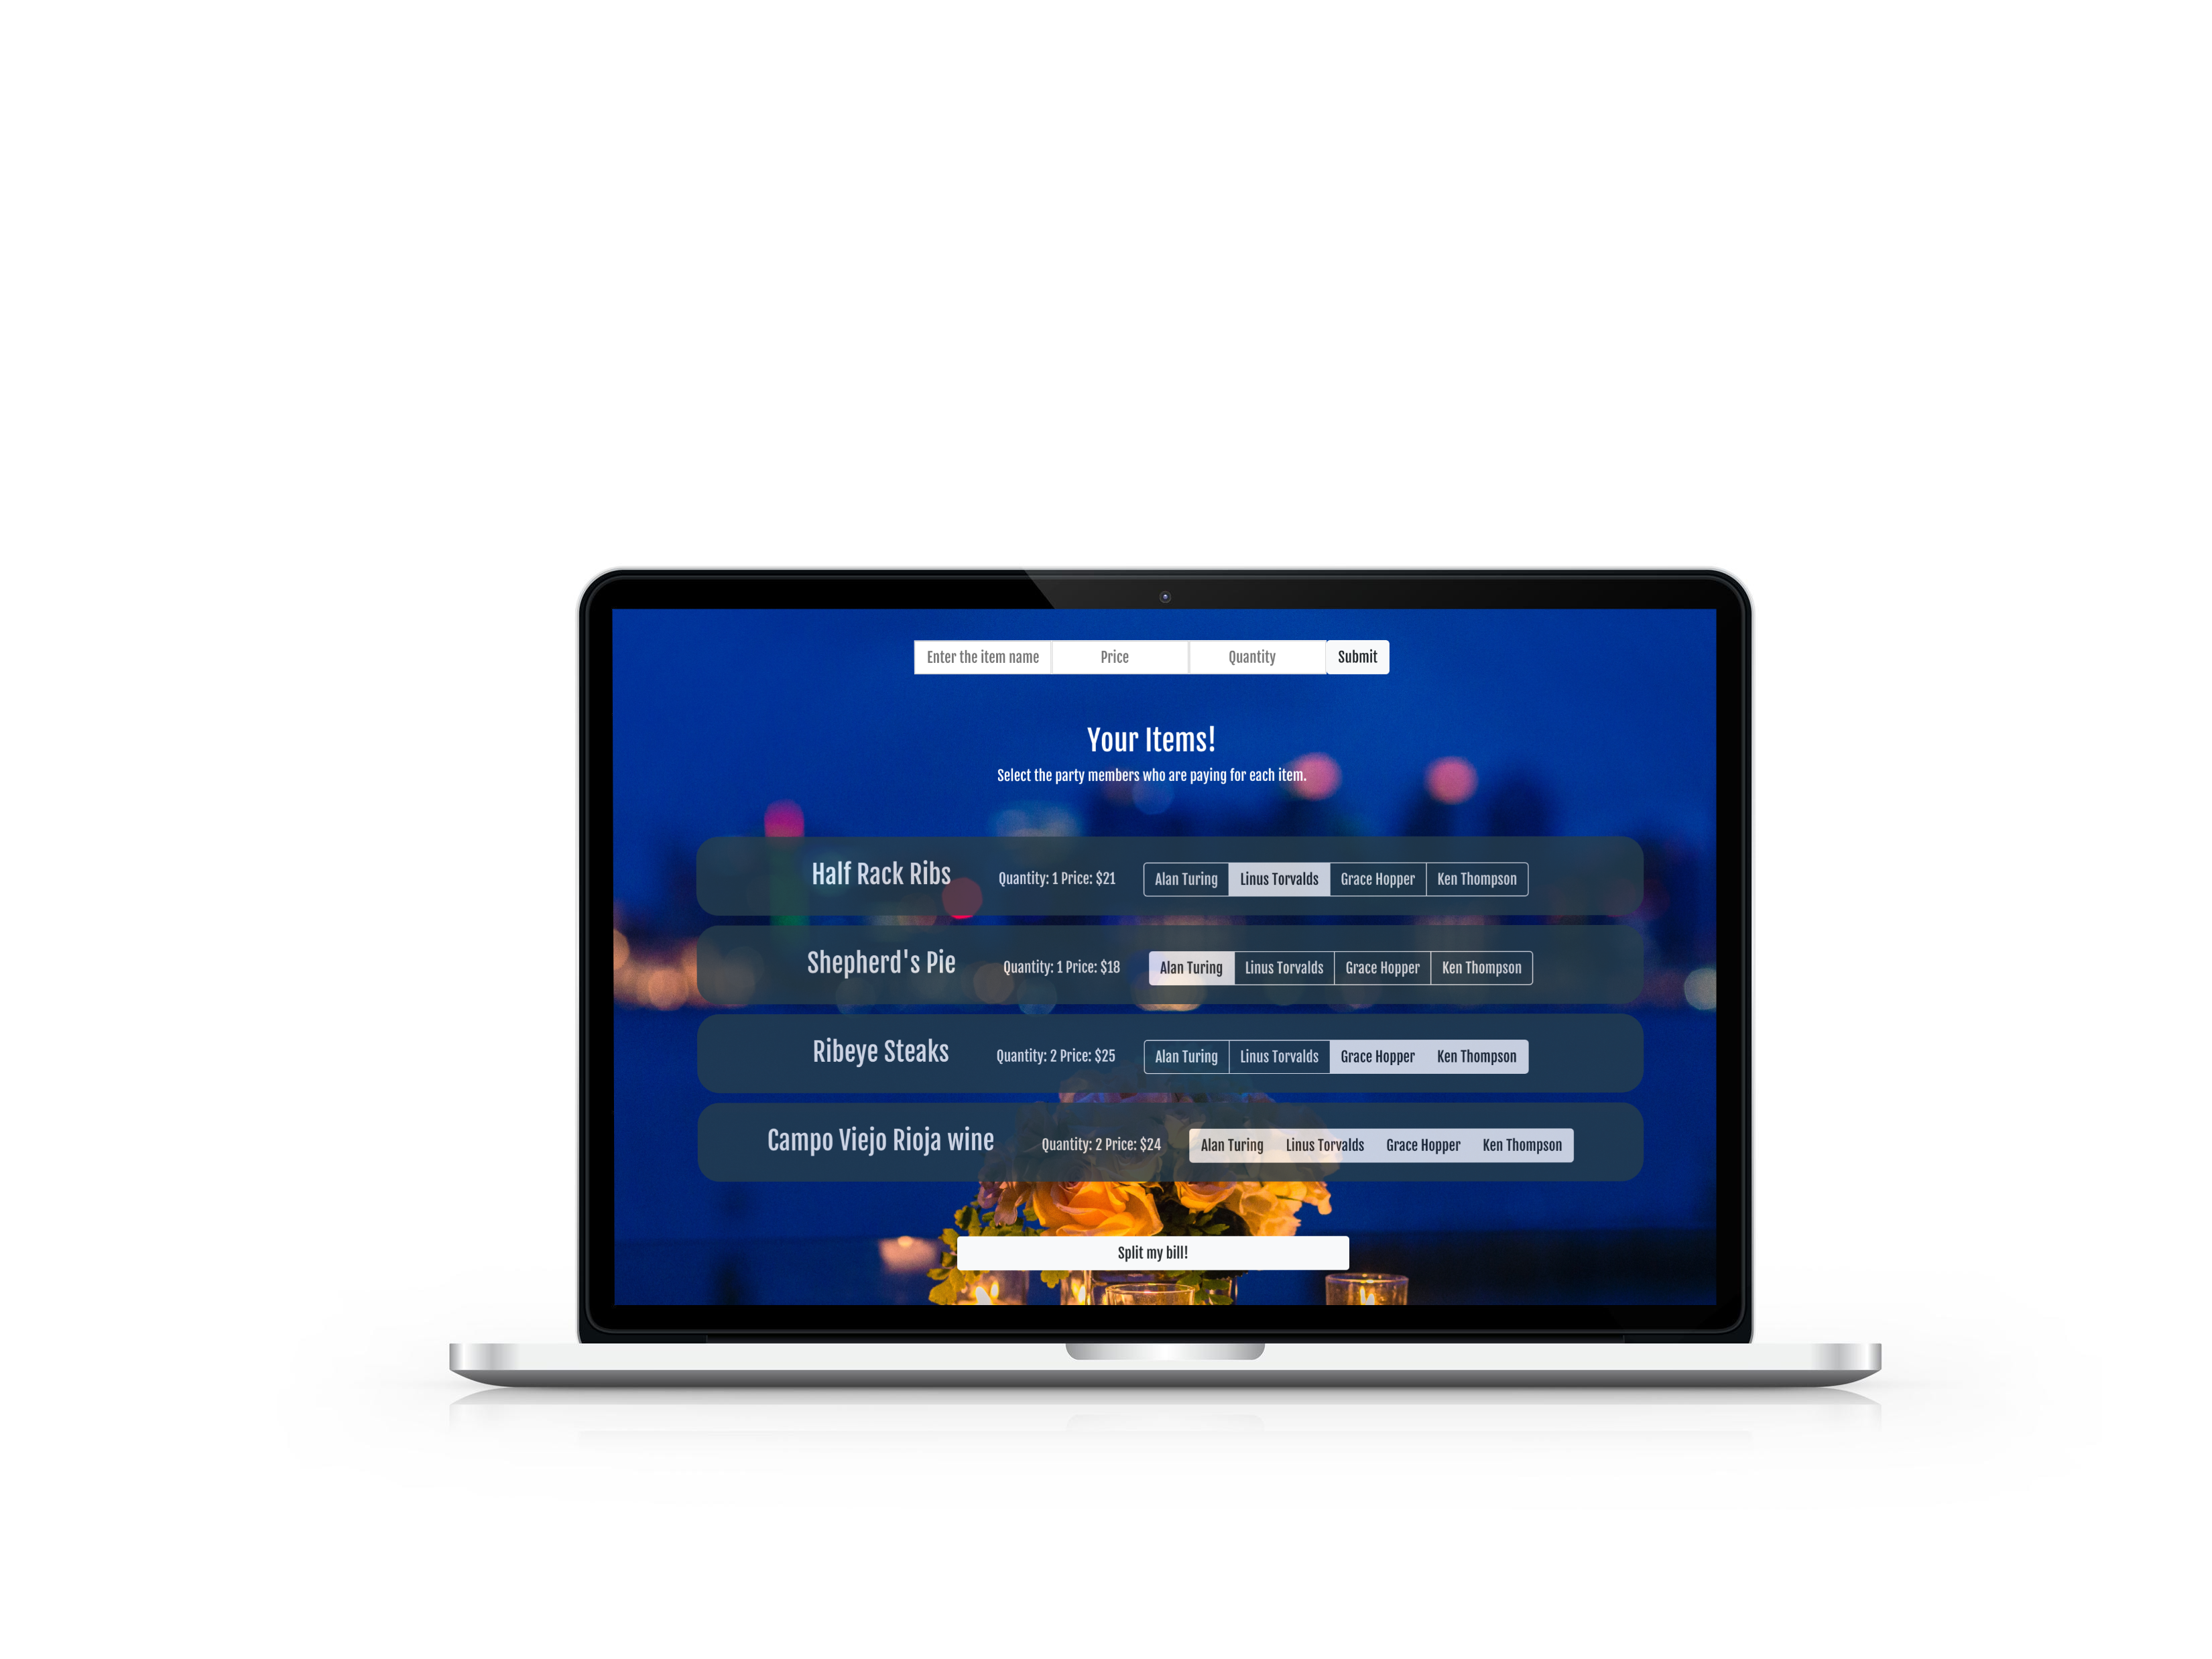 Enter the item name Price Quantity Submit
Your Items!
Select the party members who are paying for each item.
Half Rack Ribs Quantity: 1 Price: $21 Alan Turing Linus Torvalds Grace Hopper Ken Thompson
Shepherd's Pie Quantity: 1 Price: $18 Alan Turing Linus Torvalds Grace Hopper Ken Thompson
Ribeye Steaks Quantity: 2 Price: $25 Alan Turing Linus Torvalds Grace Hopper Ken Thompson
Campo Viejo Rioja wine Quantity: 2 Price: $24 Alan Turing Linus Torvalds Grace Hopper Ken Thompson
Split my bill!